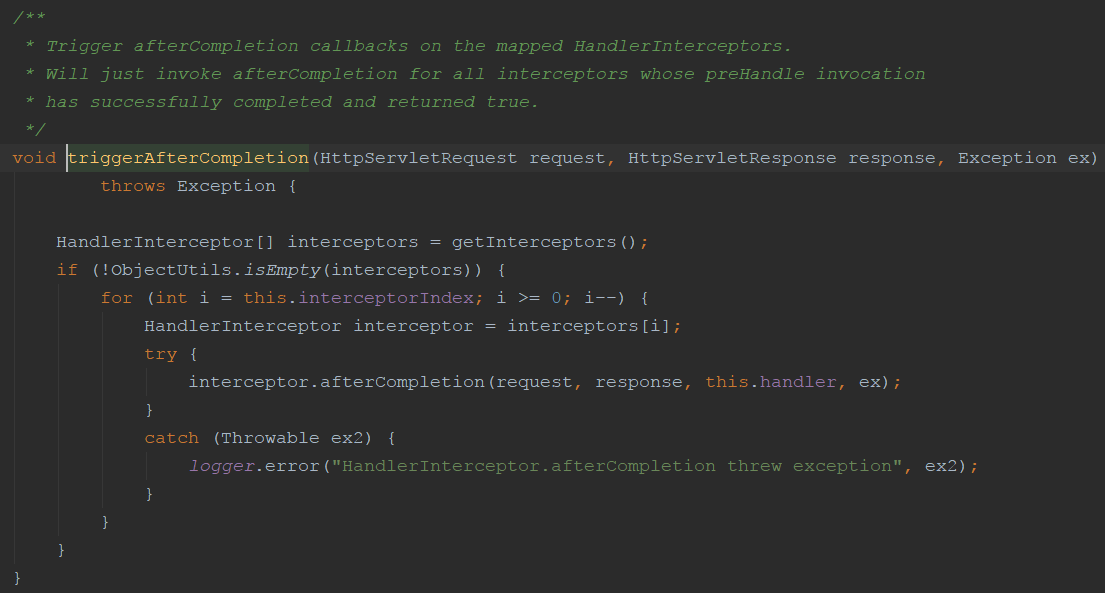 /**
 * Trigger afterCompletion callbacks on the mapped HandlerInterceptors.
 * Will just invoke afterCompletion for all interceptors whose preHandle invocation
 * has successfully completed and returned true.
 */
void triggerAfterCompletion(HttpServletRequest request, HttpServletResponse response, Exception ex)
        throws Exception {

    HandlerInterceptor[] interceptors = getInterceptors();
    if (!ObjectUtils.isEmpty(interceptors)) {
        for (int i = this.interceptorIndex; i >= 0; i--) {
            HandlerInterceptor interceptor = interceptors[i];
            try {
                interceptor.afterCompletion(request, response, this.handler, ex);
            }
            catch (Throwable ex2) {
                logger.error("HandlerInterceptor.afterCompletion threw exception", ex2);
            }
        }
    }
}